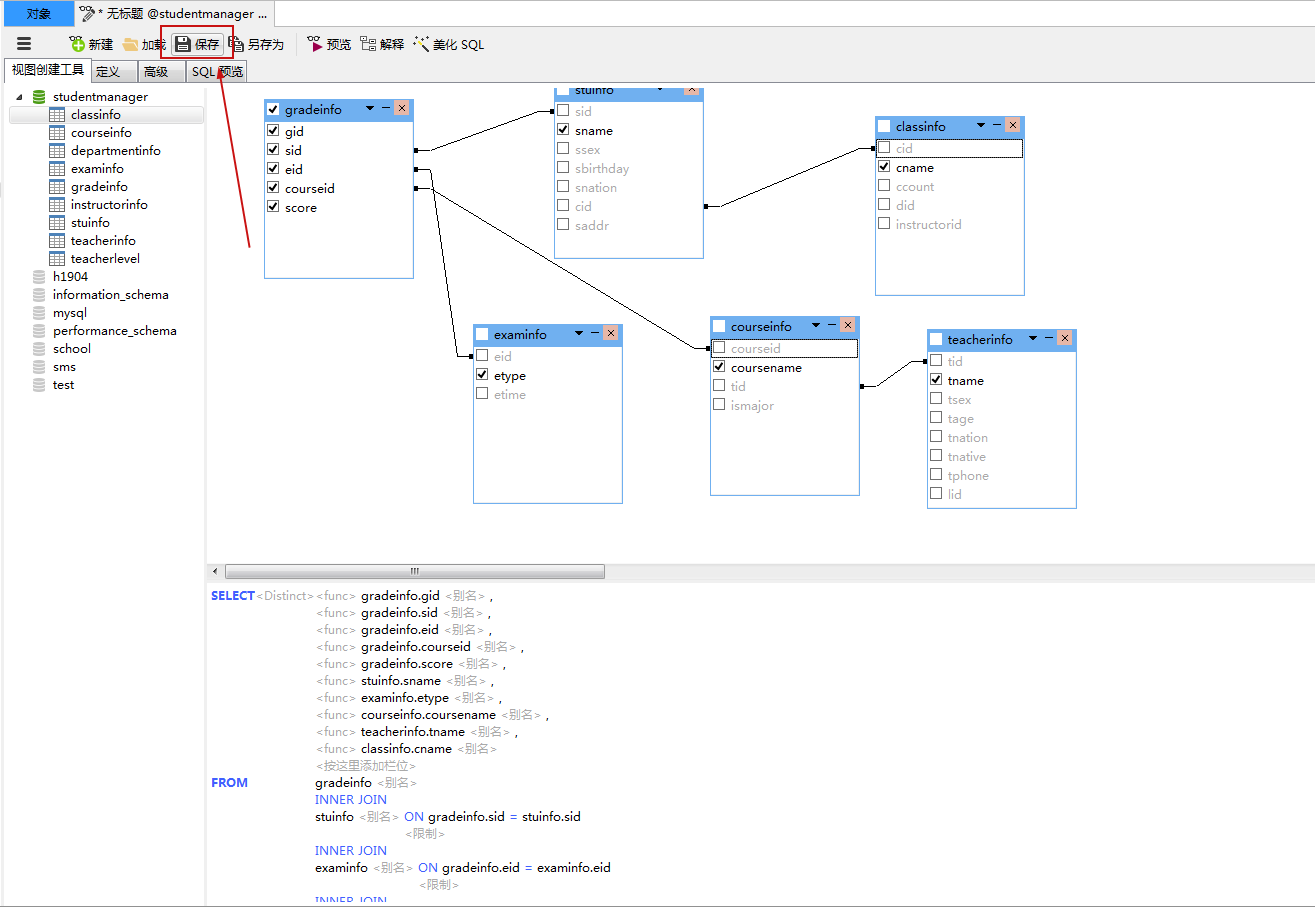 对象 * 无标题 @studentmanager ...
新建 加载 保存 另存为 预览 解释 美化 SQL
视图创建工具 定义 高级 SQL 预览
studentmanager
classinfo
courseinfo
departmentinfo
examinfo
gradeinfo
instructorinfo
stuinfo
teacherinfo
teacherlevel
h1904
information_schema
mysql
performance_schema
school
sms
test
gradeinfo
gid
sid
eid
courseid
score
stuinfo
sid
sname
ssex
sbirthday
snation
cid
saddr
classinfo
cid
cname
ccount
did
instructorid
examinfo
eid
etype
etime
courseinfo
courseid
coursename
tid
ismajor
teacherinfo
tid
tname
tsex
tage
tnation
tnative
tphone
lid
SELECT <Distinct> <func> gradeinfo.gid <别名> ,
<func> gradeinfo.sid <别名> ,
<func> gradeinfo.eid <别名> ,
<func> gradeinfo.courseid <别名> ,
<func> gradeinfo.score <别名> ,
<func> stuinfo.sname <别名> ,
<func> examinfo.etype <别名> ,
<func> courseinfo.coursename <别名> ,
<func> teacherinfo.tname <别名> ,
<func> classinfo.cname <别名>
<按这里添加栏位>
FROM gradeinfo <别名>
INNER JOIN
stuinfo <别名> ON gradeinfo.sid = stuinfo.sid
<限制>
INNER JOIN
examinfo <别名> ON gradeinfo.eid = examinfo.eid
<限制>
INNER JOIN